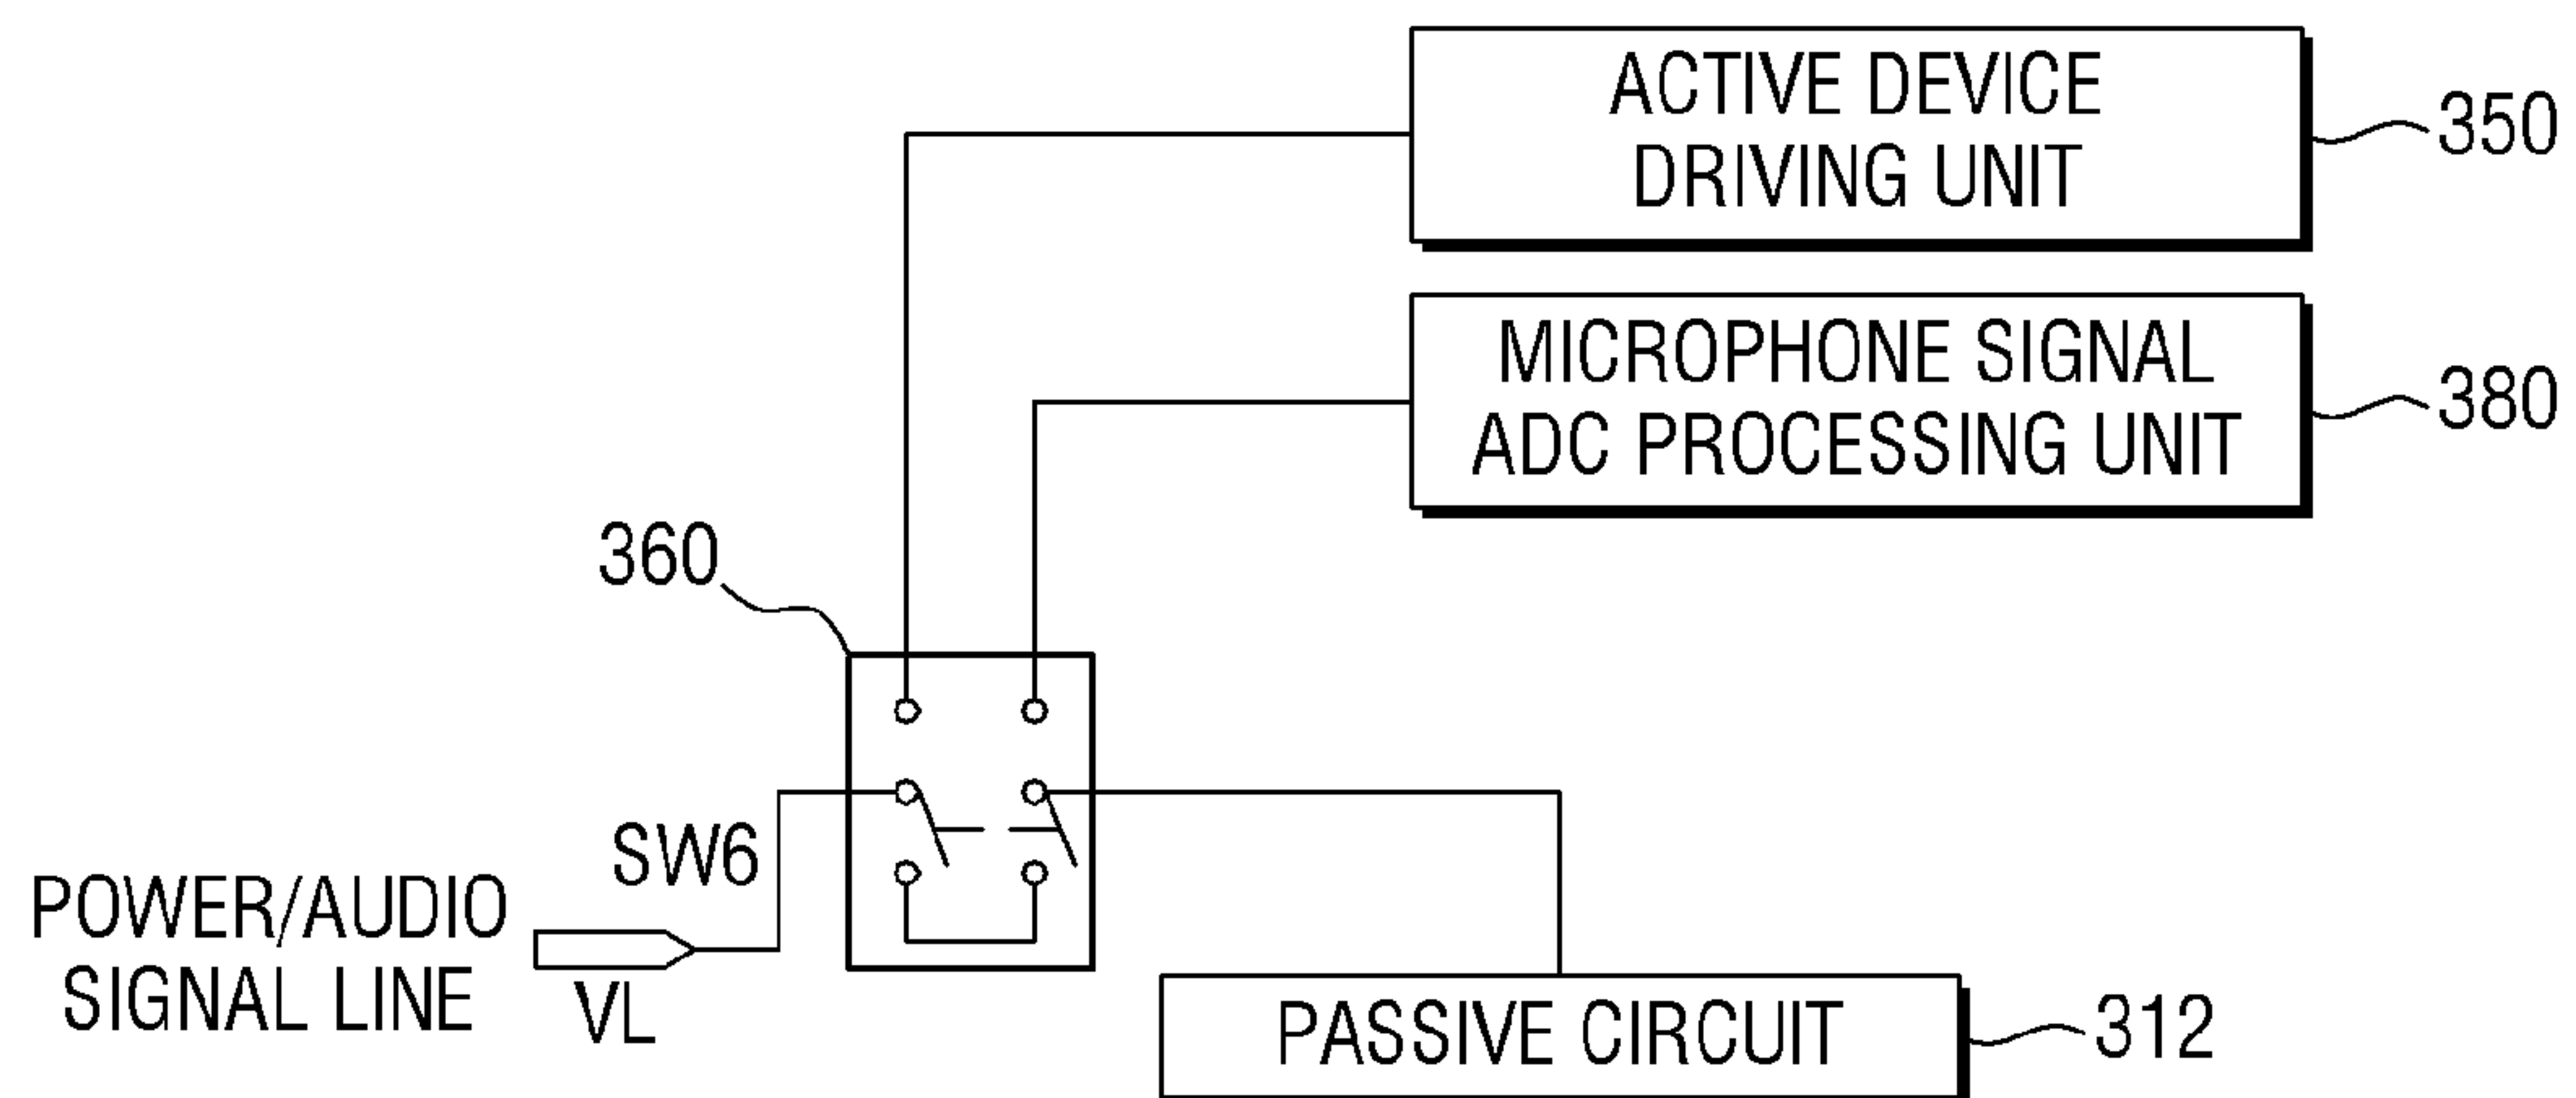 ACTIVE DEVICE
DRIVING UNIT
350
MICROPHONE SIGNAL
ADC PROCESSING UNIT
380
360
SW6
POWER/AUDIO
SIGNAL LINE
VL
PASSIVE CIRCUIT
312